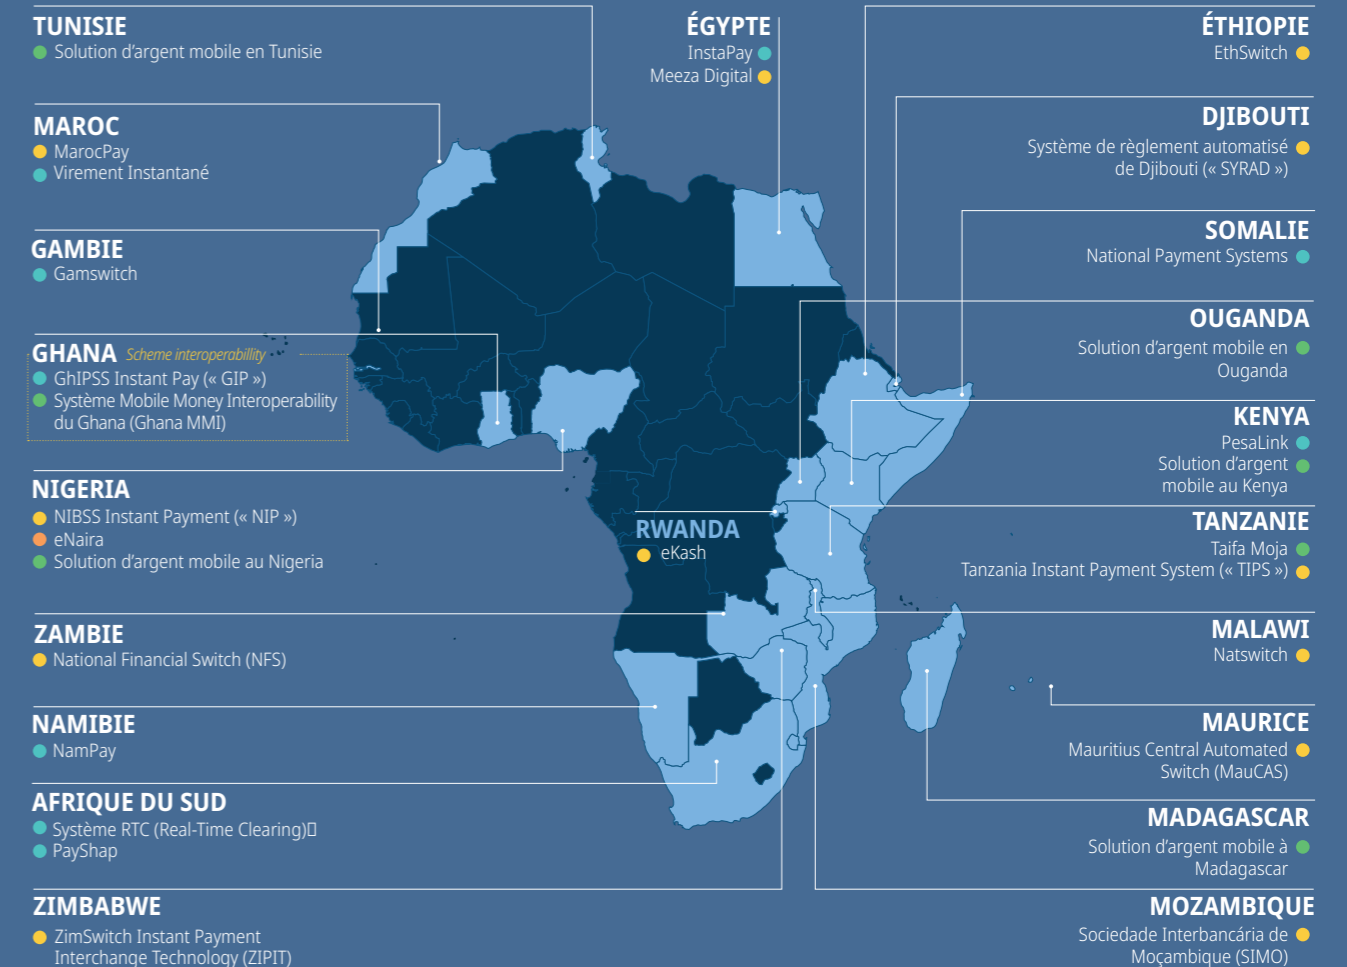 TUNISIE
Solution d'argent mobile en Tunisie
MAROC
MarocPay
Virement Instantané
GAMBIE
Gamswitch
GHANA Scheme interoperabillity
GhIPSS Instant Pay (« GIP »)
Système Mobile Money Interoperability
du Ghana (Ghana MMI)
NIGERIA
NIBSS Instant Payment (« NIP »)
eNaira
Solution d'argent mobile au Nigeria
ZAMBIE
National Financial Switch (NFS)
NAMIBIE
NamPay
AFRIQUE DU SUD
Système RTC (Real-Time Clearing)
PayShap
ZIMBABWE
ZimSwitch Instant Payment
Interchange Technology (ZIPIT)
ÉGYPTE
InstaPay
Meeza Digital
RWANDA
eKash
ÉTHIOPIE
EthSwitch
DJIBOUTI
Système de règlement automatisé
de Djibouti (« SYRAD »)
SOMALIE
National Payment Systems
OUGANDA
Solution d'argent mobile en
Ouganda
KENYA
PesaLink
Solution d'argent
mobile au Kenya
TANZANIE
Taifa Moja
Tanzania Instant Payment System (« TIPS »)
MALAWI
Natswitch
MAURICE
Mauritius Central Automated
Switch (MauCAS)
MADAGASCAR
Solution d'argent mobile à
Madagascar
MOZAMBIQUE
Sociedade Interbancária de
Moçambique (SIMO)